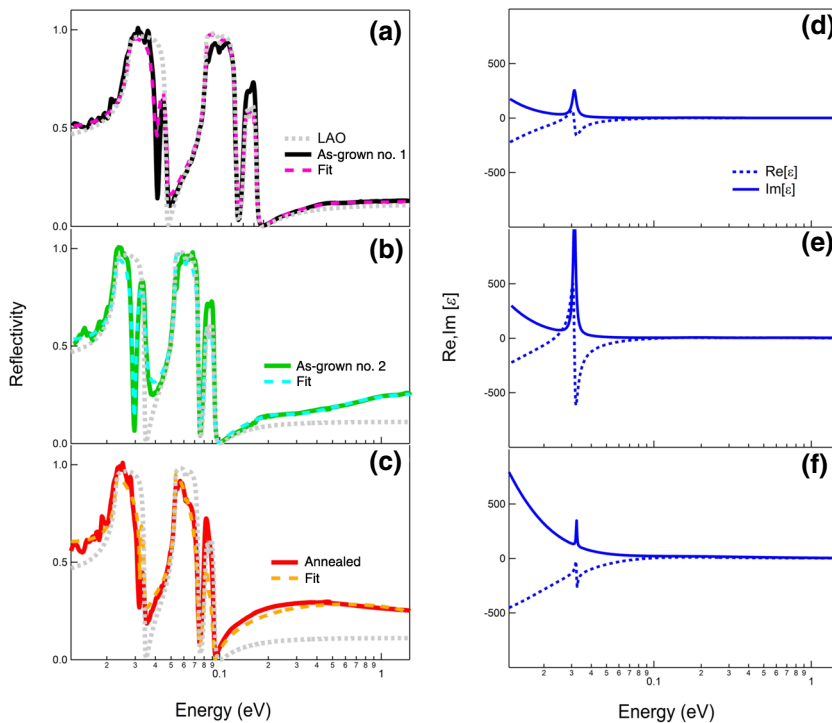 (a)
1.0
0.5
0.0
LAO
As-grown no. 1
Fit
(b)
1.0
0.5
0.0
As-grown no. 2
Fit
(c)
1.0
0.5
0.0
Annealed
Fit
Reflectivity
2 3 4 5 6 7 8 9 2 3 4 5 6 7 8 9
0.1 1
Energy (eV)
(d)
500
0
-500
Re[ε]
Im[ε]
(e)
500
0
-500
(f)
500
0
-500
Re,Im [ε]
2 3 4 5 6 7 8 9 2 3 4 5 6 7 8 9
0.1 1
Energy (eV)